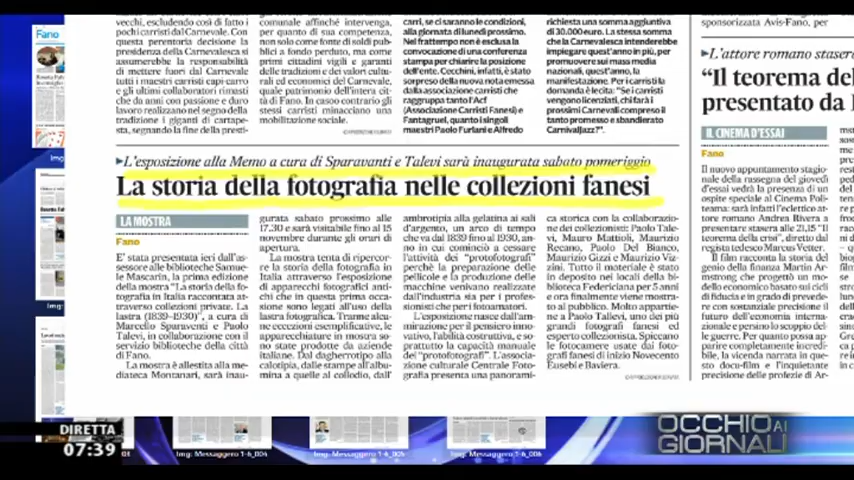 Fano
vecchi, escludendo così di fatto i
pochi carristi dal Carnevale. Con
questa perentoria decisione la
presidenza della Carnevalesca si
assumerebbe la responsabilità
di mettere fuori dal Carnevale
tutti i maestri carristi capi carro
e gli ultimi collaboratori rimasti
che da anni con passione e duro
lavoro realizzano nel segno della
tradizione i giganti di cartape-
sta, segnando la fine della presti-
comunale affinché intervenga,
per quanto di sua competenza,
non solo come fonte di soldi pub-
blici a fondo perduto, ma come
primi cittadini vigili e garanti
delle tradizioni e dei valori cultu-
rali ed economici del Carnevale,
quale patrimonio dell'intera cit-
tà di Fano. In caso contrario gli
stessi carristi minacciano una
mobilitazione sociale.
carri, se ci saranno le condizioni,
alla giornata di lunedì prossimo.
Nel frattempo non è esclusa la
convocazione di una conferenza
stampa per chiarire la posizione
dell'ente. Cecchini, infatti, è stato
sorpreso della nota emessa
dalla associazione carristi che
raggruppa tanto l'Acf
(Associazione Carristi Fanesi) e
Fantagruel, quanto i singoli
maestri Paolo Furlani e Alfredo
richiesta una somma aggiuntiva
di 30.000 euro. La stessa somma
che la Carnevalesca intenderebbe
impiegare quest'anno in più, per
promuovere sui mass media
nazionali, quest'anno, la
manifestazione. Per i carristi la
domanda è lecita: "Se i carristi
vengono licenziati, chi farà i
prossimi Carnevali compreso il
tanto promesso e sbandierato
CarnivalJazz?".
sponsorizzata Avis-Fano, per
L'attore romano stasera
"Il teorema del
presentato da
IL CINEMA D'ESSAI
Fano
Il nuovo appuntamento stagio-
nale della rassegna del giovedì
d'essai vedrà la presenza di un
ospite speciale al Cinema Poli-
teama: sarà infatti l'eclettico at-
tore romano Andrea Rivera a
presentare stasera alle 21,15 "Il
teorema della crisi", diretto dal
regista tedesco Marcus Vetter.
Il film racconta la storia del
genio della finanza Martin Ar-
mstrong che progettò un mo-
dello economico basato sui cicli
di fiducia e in grado di prevede-
re con sostanziale precisione il
futuro dell'economia interna-
zionale e persino lo scoppio del-
le guerre. Per quanto possa ap-
parire completamente incredi-
bile, la vicenda narrata in que-
sto docu-film e l'inquietante
precisione delle profezie di Ar-
L'esposizione alla Memo a cura di Sparavanti e Talevi sarà inaugurata sabato pomeriggio
La storia della fotografia nelle collezioni fanesi
LA MOSTRA
Fano
E' stata presentata ieri dall'as-
sessore alle biblioteche Samue-
le Mascarin, la prima edizione
della mostra "La storia della fo-
tografia in Italia raccontata at-
traverso collezioni private. La
lastra (1839-1930)", a cura di
Marcello Sparaventi e Paolo
Talevi, in collaborazione con il
servizio biblioteche della città
di Fano.
La mostra è allestita alla me-
diateca Montanari, sarà inau-
gurata sabato prossimo alle
17.30 e sarà visitabile fino al 15
novembre durante gli orari di
apertura.
La mostra tenta di ripercor-
rere la storia della fotografia in
Italia attraverso l'esposizione
di apparecchi fotografici anti-
chi che in questa prima occa-
sione sono legati all'uso della
lastra fotografica. Tranne alcu-
ne eccezioni esemplificative, le
apparecchiature in mostra so-
no state prodotte da aziende
italiane. Dal dagherrotipo alla
calotipia, dalle stampe all'albu-
mina a quelle al collodio, dall'
ambrotipia alla gelatina ai sali
d'argento, un arco di tempo
che va dal 1839 fino al 1930, an-
no in cui cominciò a cessare
l'attività dei "protofotografi"
perchè la preparazione delle
pellicole e la produzione delle
macchine venivano realizzate
dall'industria sia per i profes-
sionisti che per i fotoamatori.
L'esposizione nasce dall'am-
mirazione per il pensiero innova-
tivo, l'abilità costruttiva, e so-
prattutto la capacità manuale
dei "protofotografi". L'associa-
zione culturale Centrale Foto-
grafia presenta una panorami-
ca storica con la collaborazio-
ne dei collezionisti: Paolo Tale-
vi, Mauro Mattioli, Maurizio
Recano, Paolo Del Bianco,
Maurizio Gizzi e Maurizio Viz-
zini. Tutto il materiale è stato
in deposito nei locali della bi-
blioteca Federiciana per 5 anni
e ora finalmente viene mostra-
to al pubblico. Molto appartie-
ne a Paolo Tallevi, uno dei più
grandi fotografi fanesi ed
esperto collezionista. Spiccano
le fotocamere usate dai foto-
grafi fanesi di inizio Novecento
Eusebi e Baviera.
DIRETTA
07:39
Img: Messaggero 1-6_005
Img: Messaggero 1-6_006
OCCHIO AI
GIORNALI